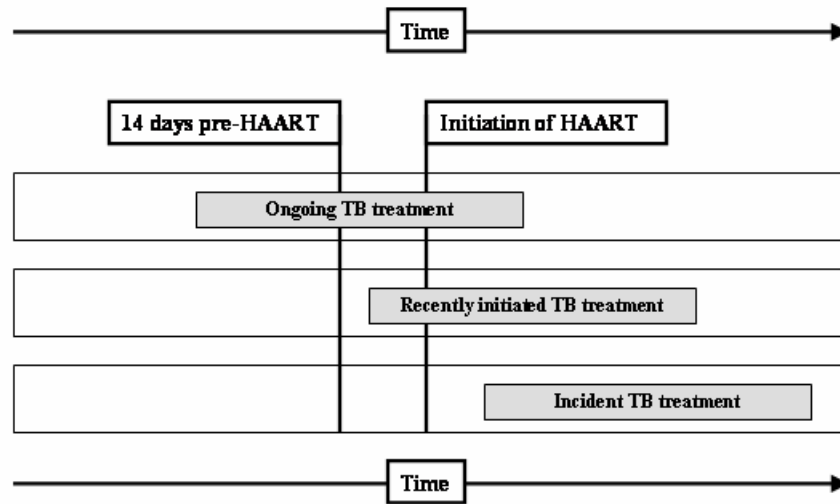 Time
14 days pre-HAART
Initiation of HAART
Ongoing TB treatment
Recently initiated TB treatment
Incident TB treatment
Time